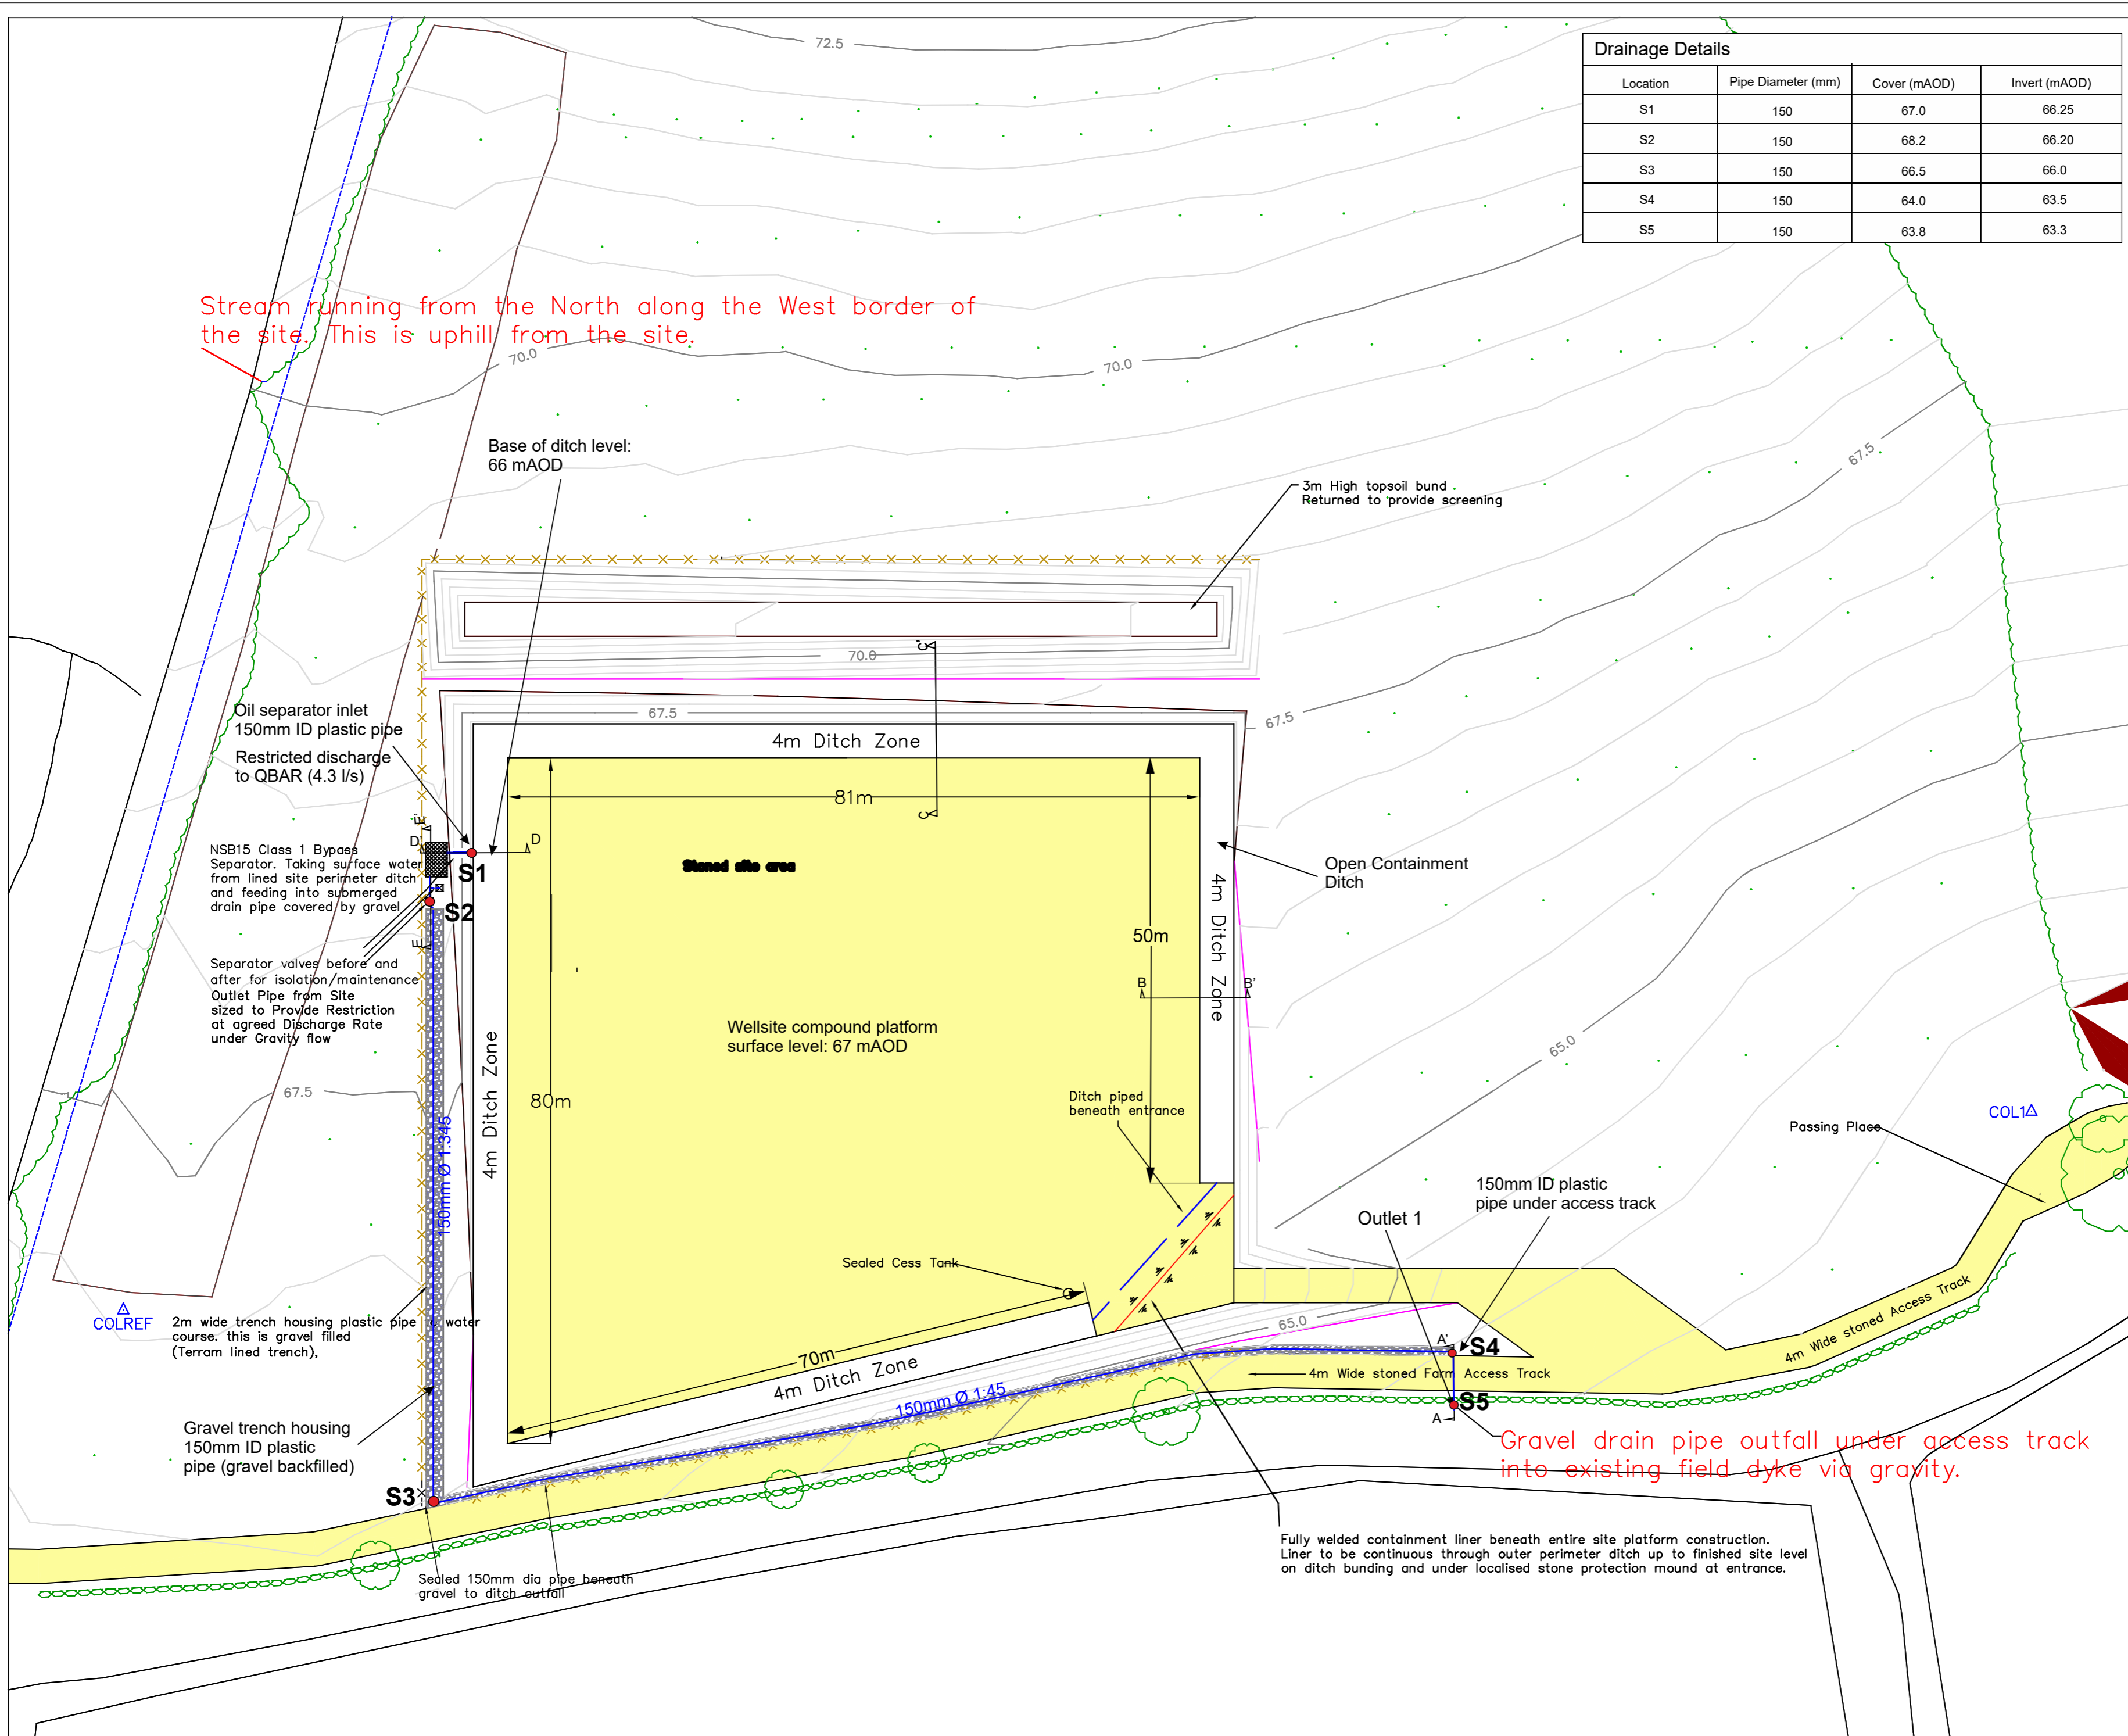 72.5
Drainage Details
Location Pipe Diameter (mm) Cover (mAOD) Invert (mAOD)
S1 150 67.0 66.25
S2 150 68.2 66.20
S3 150 66.5 66.0
S4 150 64.0 63.5
S5 150 63.8 63.3
Stream running from the North along the West border of
the site. This is uphill from the site.
70.0
70.0
67.5
Base of ditch level:
66 mAOD
3m High topsoil bund
Returned to provide screening
C'
70.0
67.5
67.5
Oil separator inlet
150mm ID plastic pipe
Restricted discharge
to QBAR (4.3 l/s)
4m Ditch Zone
81m
C
E'
D'
D
S1
NSB15 Class 1 Bypass
Separator. Taking surface water
from lined site perimeter ditch
and feeding into submerged
drain pipe covered by gravel
S2
E
Stoned site area
Open Containment
Ditch
4m Ditch Zone
50m
B
B'
Separator valves before and
after for isolation/maintenance
Outlet Pipe from Site
sized to Provide Restriction
at agreed Discharge Rate
under Gravity flow
Wellsite compound platform
surface level: 67 mAOD
65.0
67.5
80m
4m Ditch Zone
150mm Ø 1:345
Ditch piped
beneath entrance
COL1
Passing Place
150mm ID plastic
pipe under access track
Outlet 1
Sealed Cess Tank
COLREF
2m wide trench housing plastic pipe to water
course. this is gravel filled
(Terram lined trench),
65.0
4m Wide stoned Access Track
70m
4m Ditch Zone
150mm Ø 1:45
A'
S4
4m Wide stoned Farm Access Track
S5
A
Gravel trench housing
150mm ID plastic
pipe (gravel backfilled)
Gravel drain pipe outfall under access track
into existing field dyke via gravity.
S3
Sealed 150mm dia pipe beneath
gravel to ditch outfall
Fully welded containment liner beneath entire site platform construction.
Liner to be continuous through outer perimeter ditch up to finished site level
on ditch bunding and under localised stone protection mound at entrance.